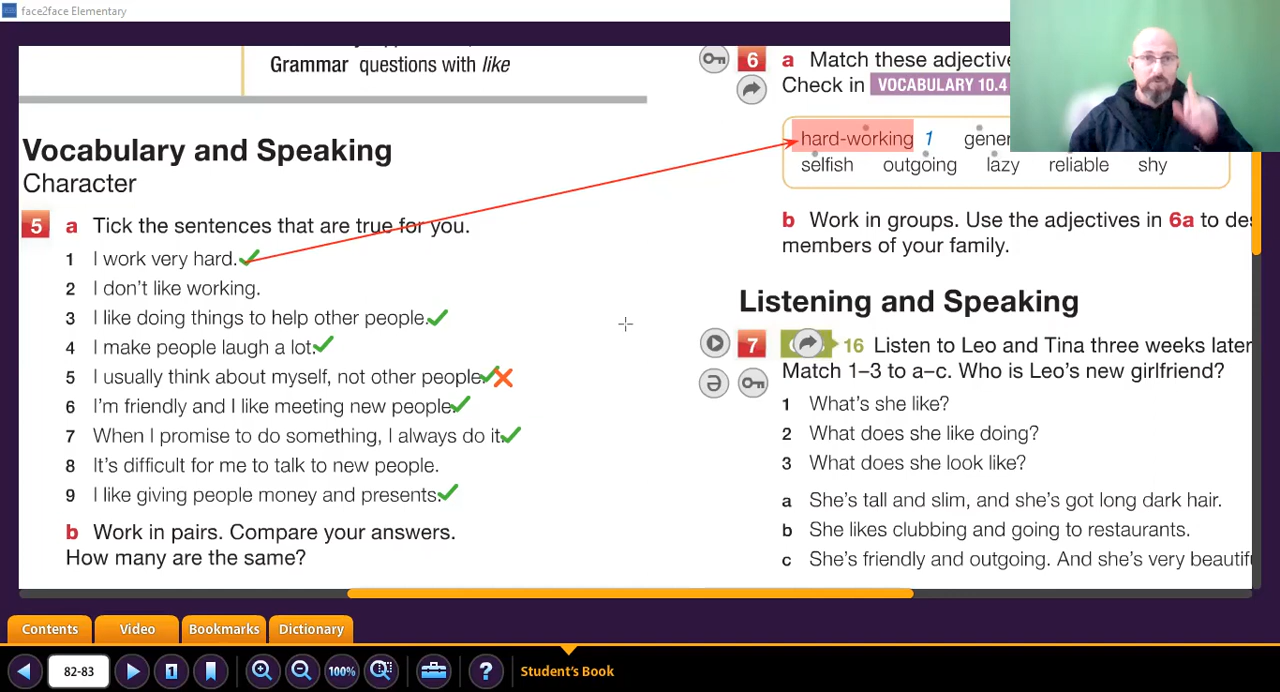 face2face Elementary
Grammar questions with like
Vocabulary and Speaking
Character
5 a Tick the sentences that are true for you.
1 I work very hard.
2 I don't like working.
3 I like doing things to help other people.
4 I make people laugh a lot.
5 I usually think about myself, not other people
6 I'm friendly and I like meeting new people
7 When I promise to do something, I always do it.
8 It's difficult for me to talk to new people.
9 I like giving people money and presents.
b Work in pairs. Compare your answers.
How many are the same?
6 a Match these adjectiv
Check in VOCABULARY 10.4
hard-working 1 gener
selfish outgoing lazy reliable shy
b Work in groups. Use the adjectives in 6a to des
members of your family.
Listening and Speaking
7 16 Listen to Leo and Tina three weeks later
Match 1–3 to a–c. Who is Leo's new girlfriend?
1 What's she like?
2 What does she like doing?
3 What does she look like?
a She's tall and slim, and she's got long dark hair.
b She likes clubbing and going to restaurants.
c She's friendly and outgoing. And she's very beautif
Contents Video Bookmarks Dictionary
82-83 1 100% ? Student's Book